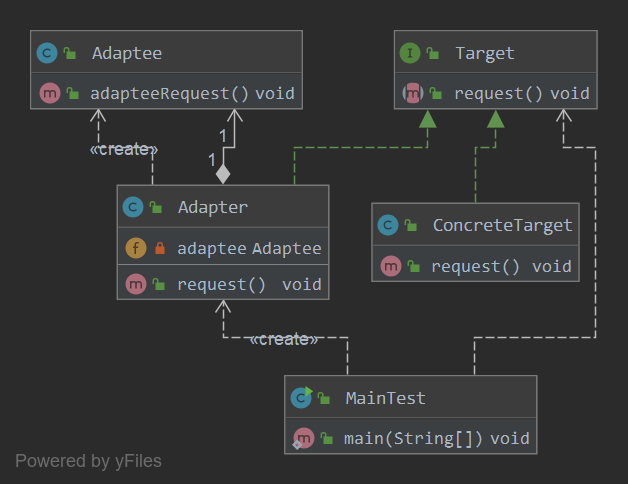 Adaptee
adapteeRequest() void
Target
request() void
«create»
1
1
Adapter
adaptee Adaptee
request() void
ConcreteTarget
request() void
«create»
MainTest
main(String[]) void
Powered by yFiles